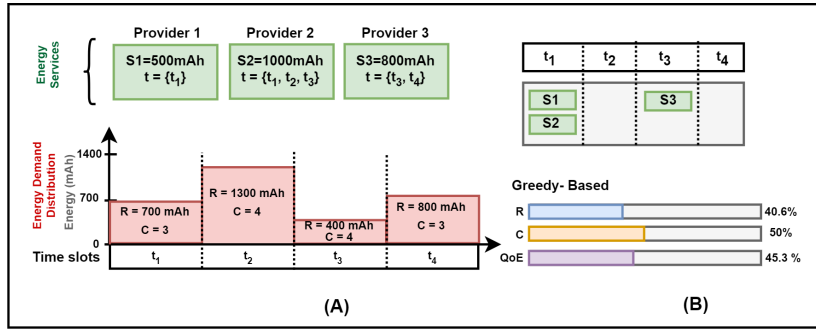 Provider 1
Provider 2
Provider 3
Energy
Services
S1=500mAh
t = {t₁}
S2=1000mAh
t = {t₁, t₂, t₃}
S3=800mAh
t = {t₃, t₄}
Energy Demand
Distribution
Energy (mAh)
1400
700
0
R = 700 mAh
C = 3
R = 1300 mAh
C = 4
R = 400 mAh
C = 4
R = 800 mAh
C = 3
Time slots
t₁
t₂
t₃
t₄
(A)
t₁
t₂
t₃
t₄
S1
S2
S3
Greedy- Based
R
40.6%
C
50%
QoE
45.3 %
(B)